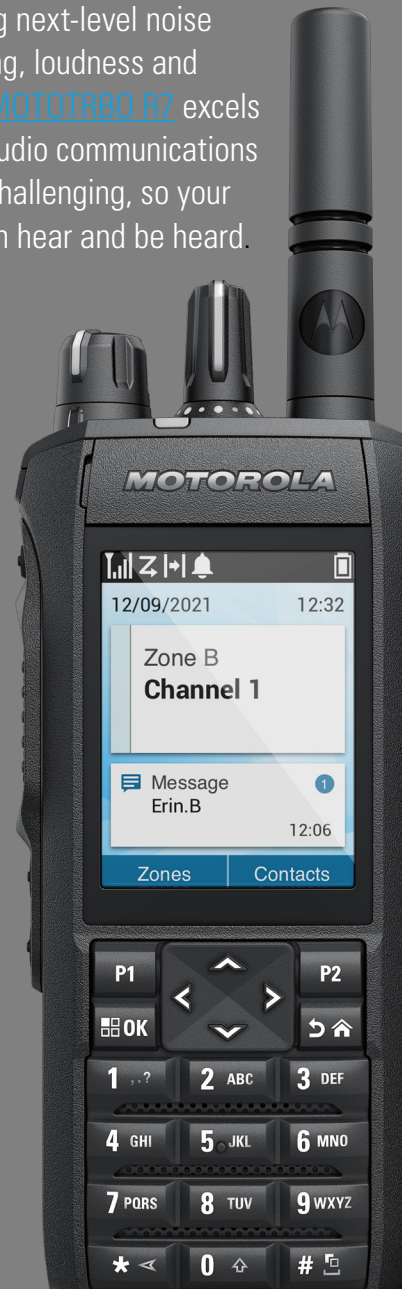 g next-level noise
ng, loudness and
MOTOTRBO R7 excels
udio communications
hallenging, so your
n hear and be heard.
MOTOROLA
12/09/2021 12:32
Zone B
Channel 1
Message 1
Erin.B
12:06
Zones Contacts
P1 P2
OK
1 ,.? 2 ABC 3 DEF
4 GHI 5 JKL 6 MNO
7 PQRS 8 TUV 9 WXYZ
* 0 #